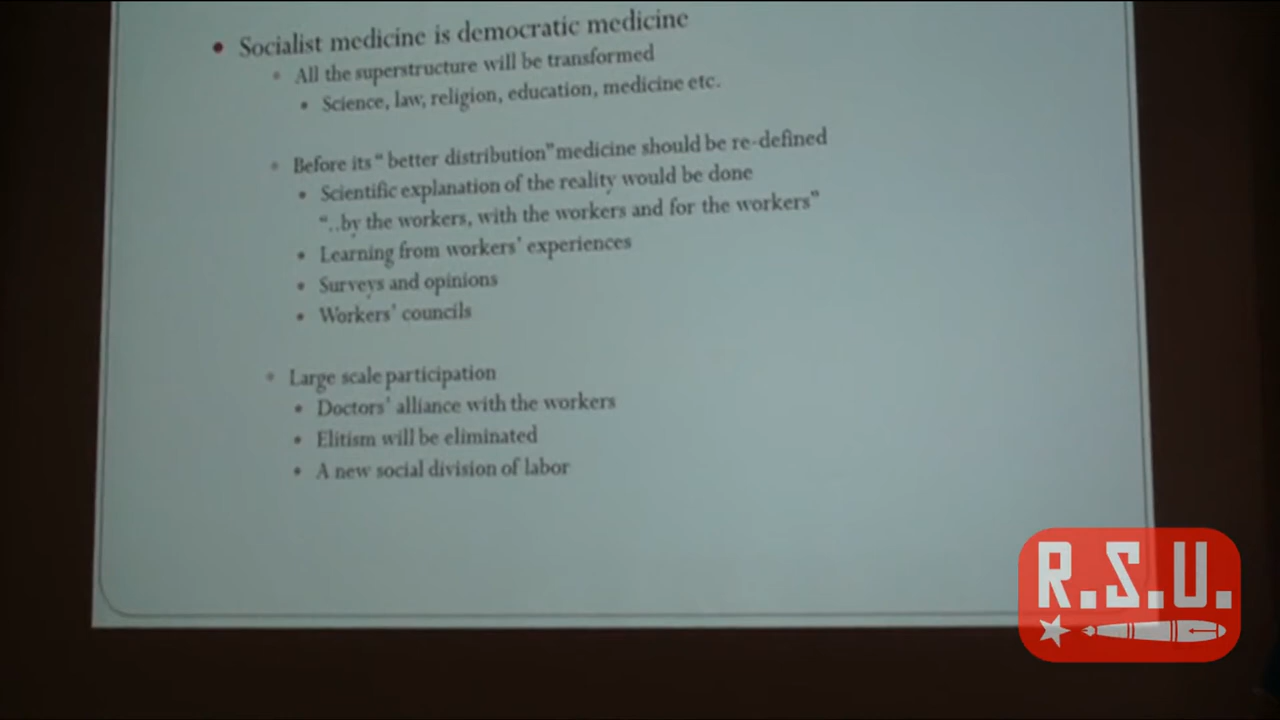 • Socialist medicine is democratic medicine
• All the superstructure will be transformed
• Science, law, religion, education, medicine etc.
• Before its “ better distribution” medicine should be re-defined
• Scientific explanation of the reality would be done
“..by the workers, with the workers and for the workers”
• Learning from workers’ experiences
• Surveys and opinions
• Workers’ councils
• Large scale participation
• Doctors’ alliance with the workers
• Elitism will be eliminated
• A new social division of labor
R.S.U.